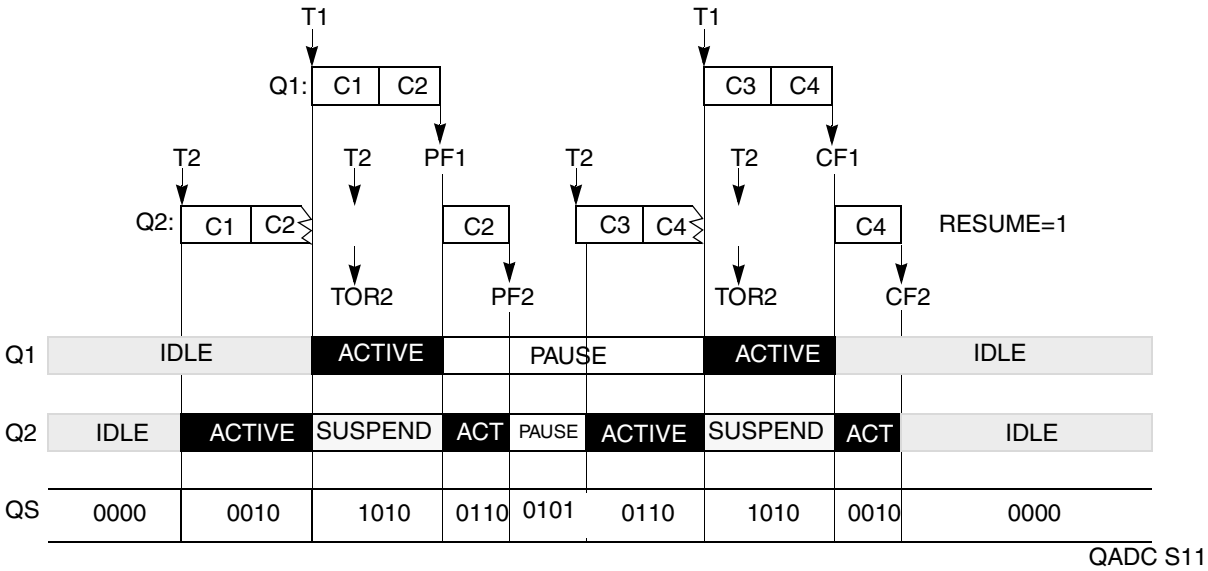 T1 T1
Q1: C1 C2 C3 C4
T2 T2 PF1 T2 T2 CF1
Q2: C1 C2 C2 C3 C4 C4 RESUME=1
TOR2 PF2 TOR2 CF2
Q1 IDLE ACTIVE PAUSE ACTIVE IDLE
Q2 IDLE ACTIVE SUSPEND ACT PAUSE ACTIVE SUSPEND ACT IDLE
QS 0000 0010 1010 0110 0101 0110 1010 0010 0000
QADC S11